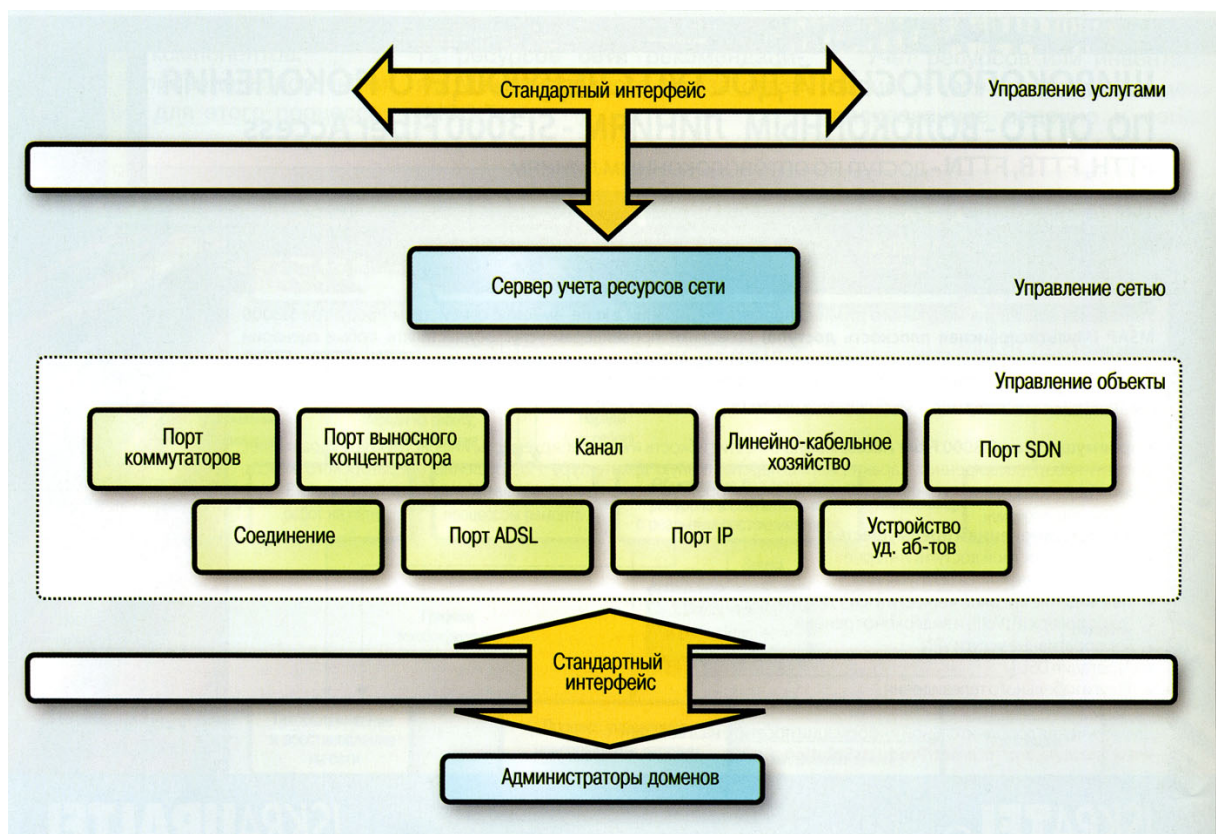 Стандартный интерфейс
Управление услугами
Сервер учета ресурсов сети
Управление сетью
Управление объекты
Порт
коммутаторов
Порт выносного
концентратора
Канал
Линейно-кабельное
хозяйство
Порт SDN
Соединение
Порт ADSL
Порт IP
Устройство
уд. аб-тов
Стандартный
интерфейс
Администраторы доменов